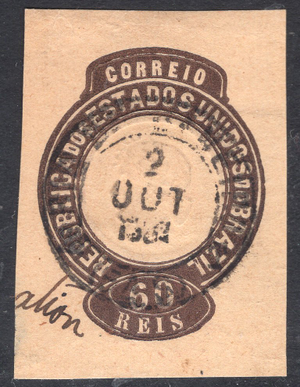 CORREIO
REPUBLICA DOS ESTADOS UNIDOS DO BRAZIL
2
OUT
60
REIS
ation